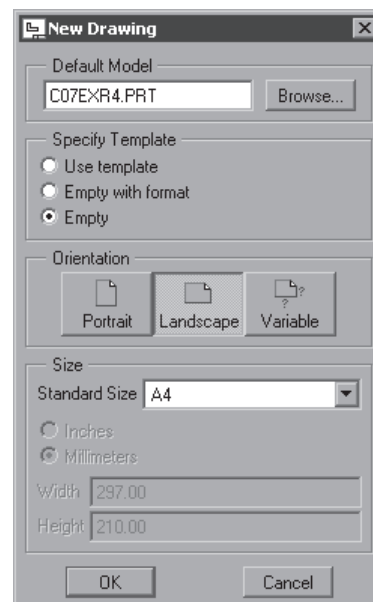 New Drawing
Default Model
C07EXR4.PRT Browse...
Specify Template
Use template
Empty with format
Empty
Orientation
Portrait Landscape Variable
Size
Standard Size A4
Inches
Millimeters
Width 297.00
Height 210.00
OK Cancel